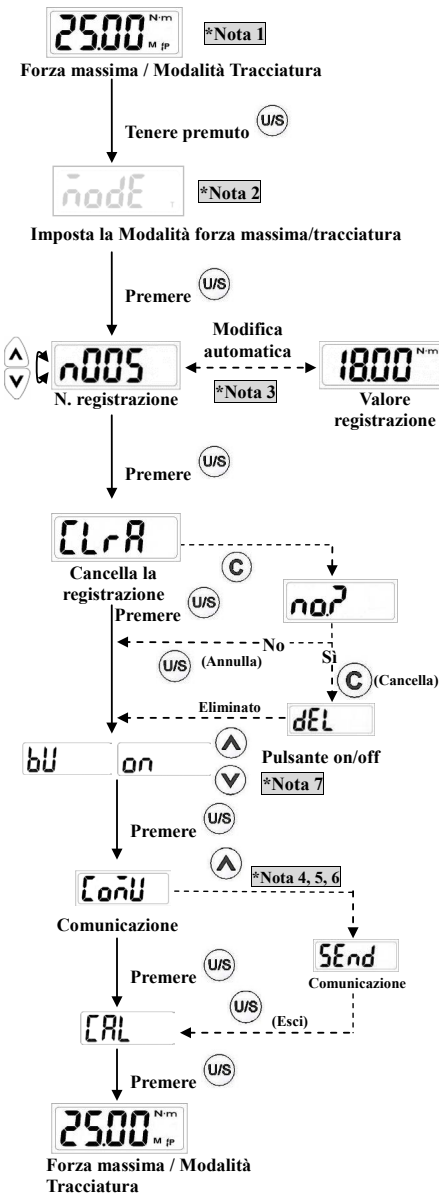 25.00 N·m M fP *Nota 1
Forza massima / Modalità Tracciatura
Tenere premuto U/S
modE T *Nota 2
Imposta la Modalità forza massima/tracciatura
Premere U/S
n005
N. registrazione
Modifica
automatica
*Nota 3
18.00 N·m
Valore
registrazione
Premere U/S
CLrA
Cancella la
registrazione
C
Premere U/S
no.?
No
U/S (Annulla)
Sì
C (Cancella)
Eliminato
dEL
bU on
Pulsante on/off
*Nota 7
Premere U/S
ComU
*Nota 4, 5, 6
Comunicazione
SEnd
Comunicazione
Premere U/S
U/S
(Esci)
CAL
Premere U/S
25.00 N·m M fP
Forza massima / Modalità
Tracciatura